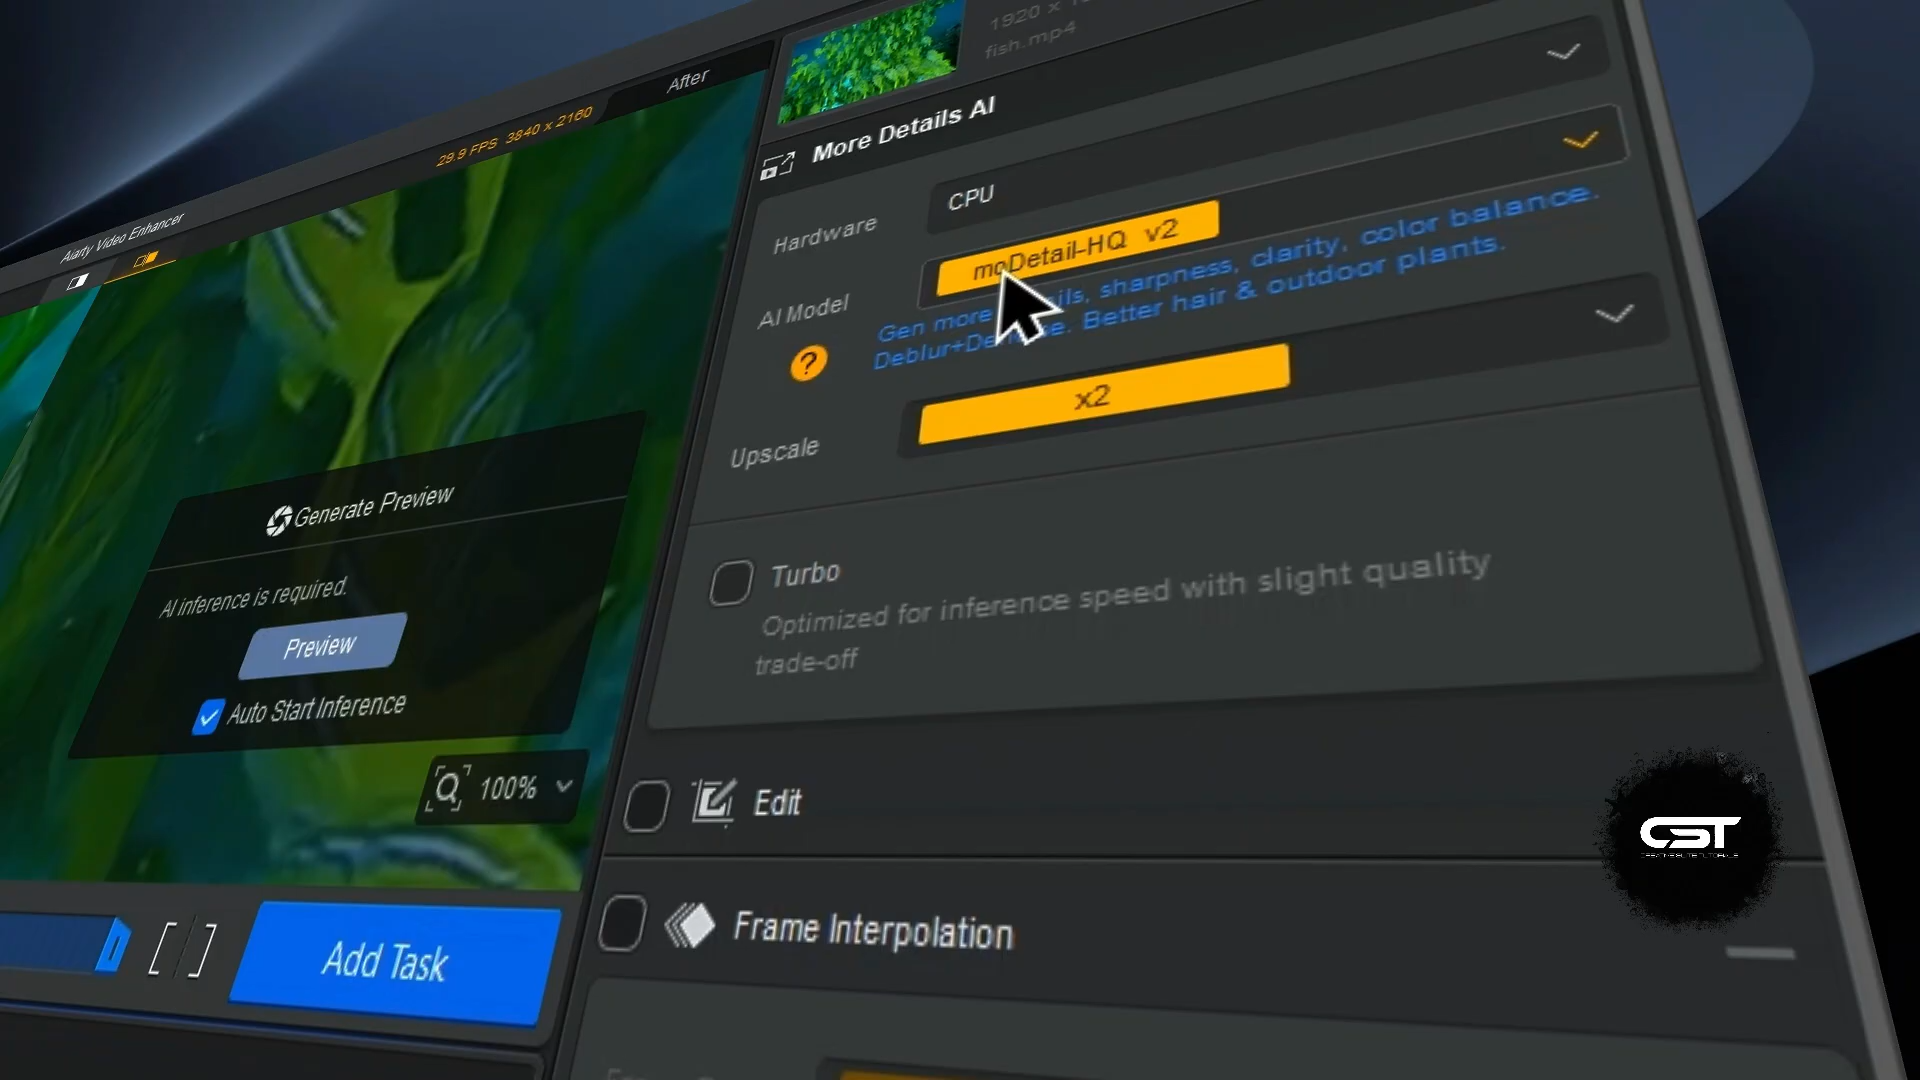 fish.mp4
After
29.9 FPS 3840 x 2160
Aiarty Video Enhancer
More Details AI
Hardware
CPU
AI Model
moDetail-HQ v2
Gen more sharpness, clarity, color balance.
Better hair & outdoor plants.
?
Upscale
x2
Generate Preview
AI inference is required.
Preview
Auto Start Inference
100%
Turbo
Optimized for inference speed with slight quality
trade-off
Edit
Frame Interpolation
Add Task
CST